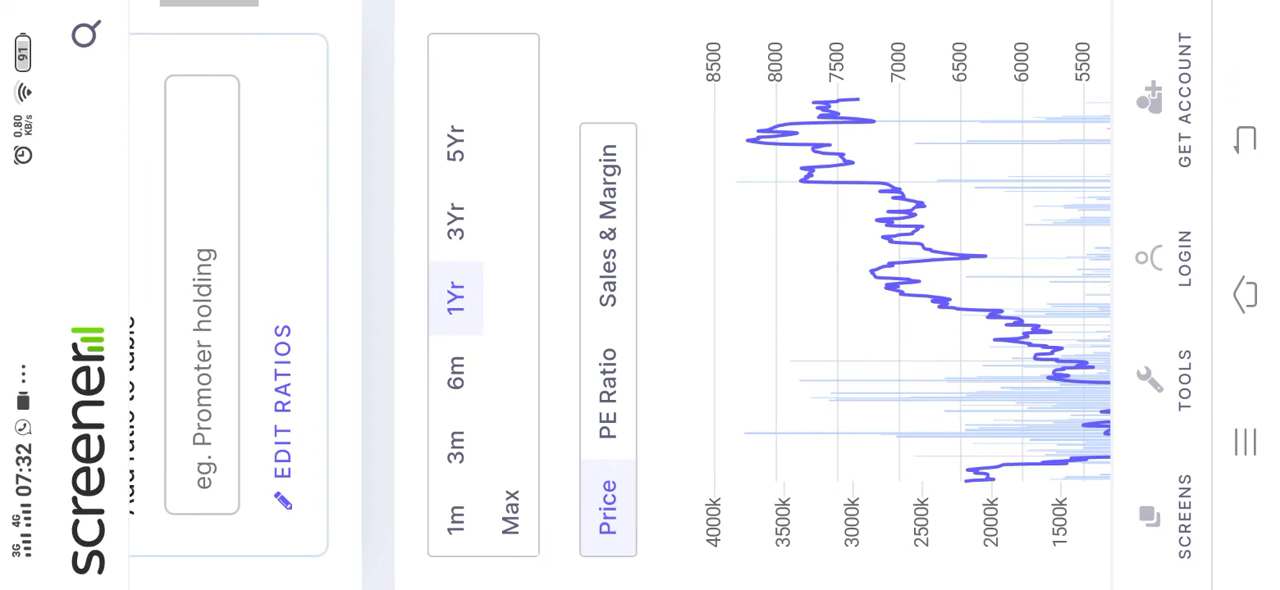 3G 4G 07:32 ... 0.80 KB/s 91
screener
Add ratio to table
eg. Promoter holding
EDIT RATIOS
1m 3m 6m 1Yr 3Yr 5Yr
Max
Price PE Ratio Sales & Margin
4000k 8500
3500k 8000
3000k 7500
2500k 7000
2000k 6500
1500k 6000
5500
SCREENS TOOLS LOGIN GET ACCOUNT